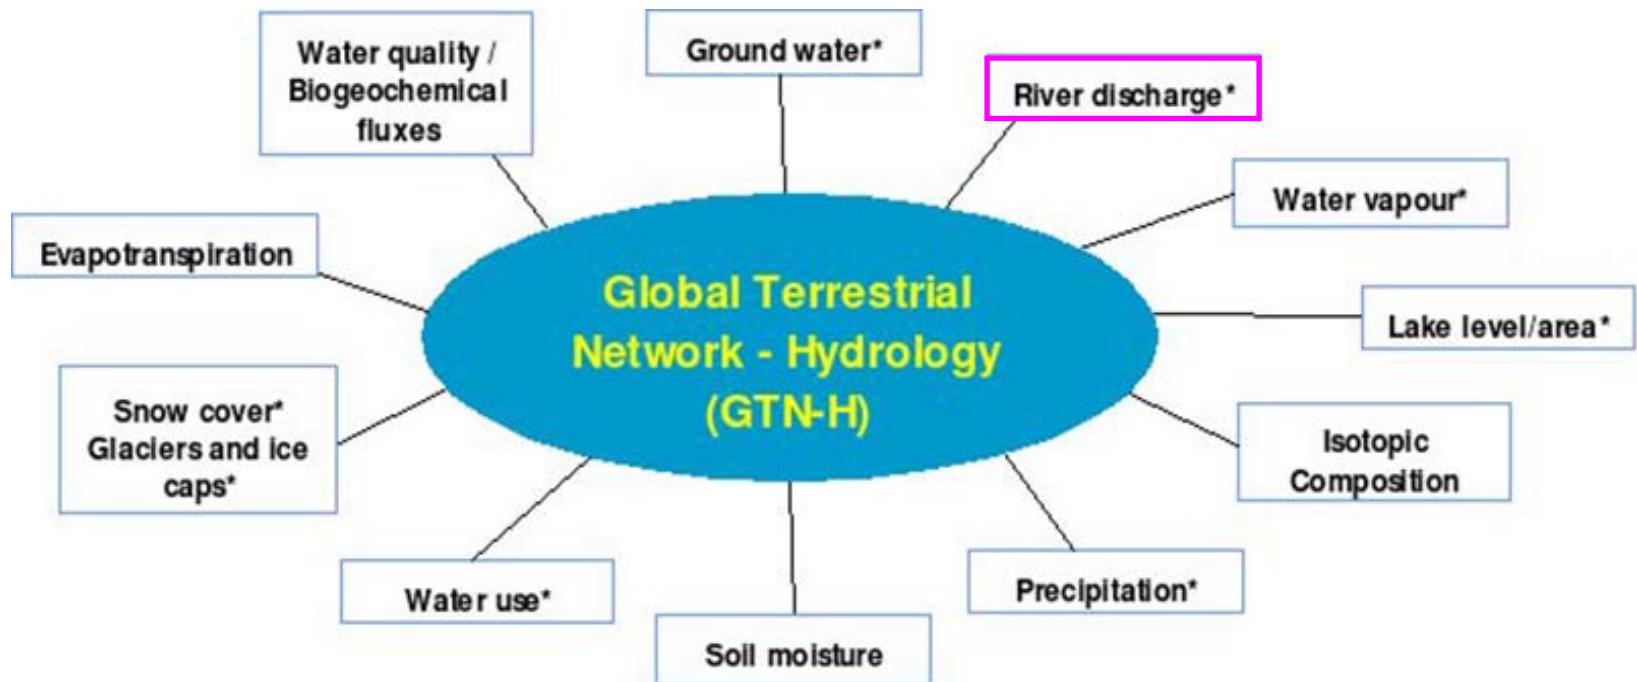 Water quality /
Biogeochemical
fluxes
Ground water*
River discharge*
Water vapour*
Evapotranspiration
Global Terrestrial
Network - Hydrology
(GTN-H)
Lake level/area*
Snow cover*
Glaciers and ice
caps*
Isotopic
Composition
Water use*
Precipitation*
Soil moisture